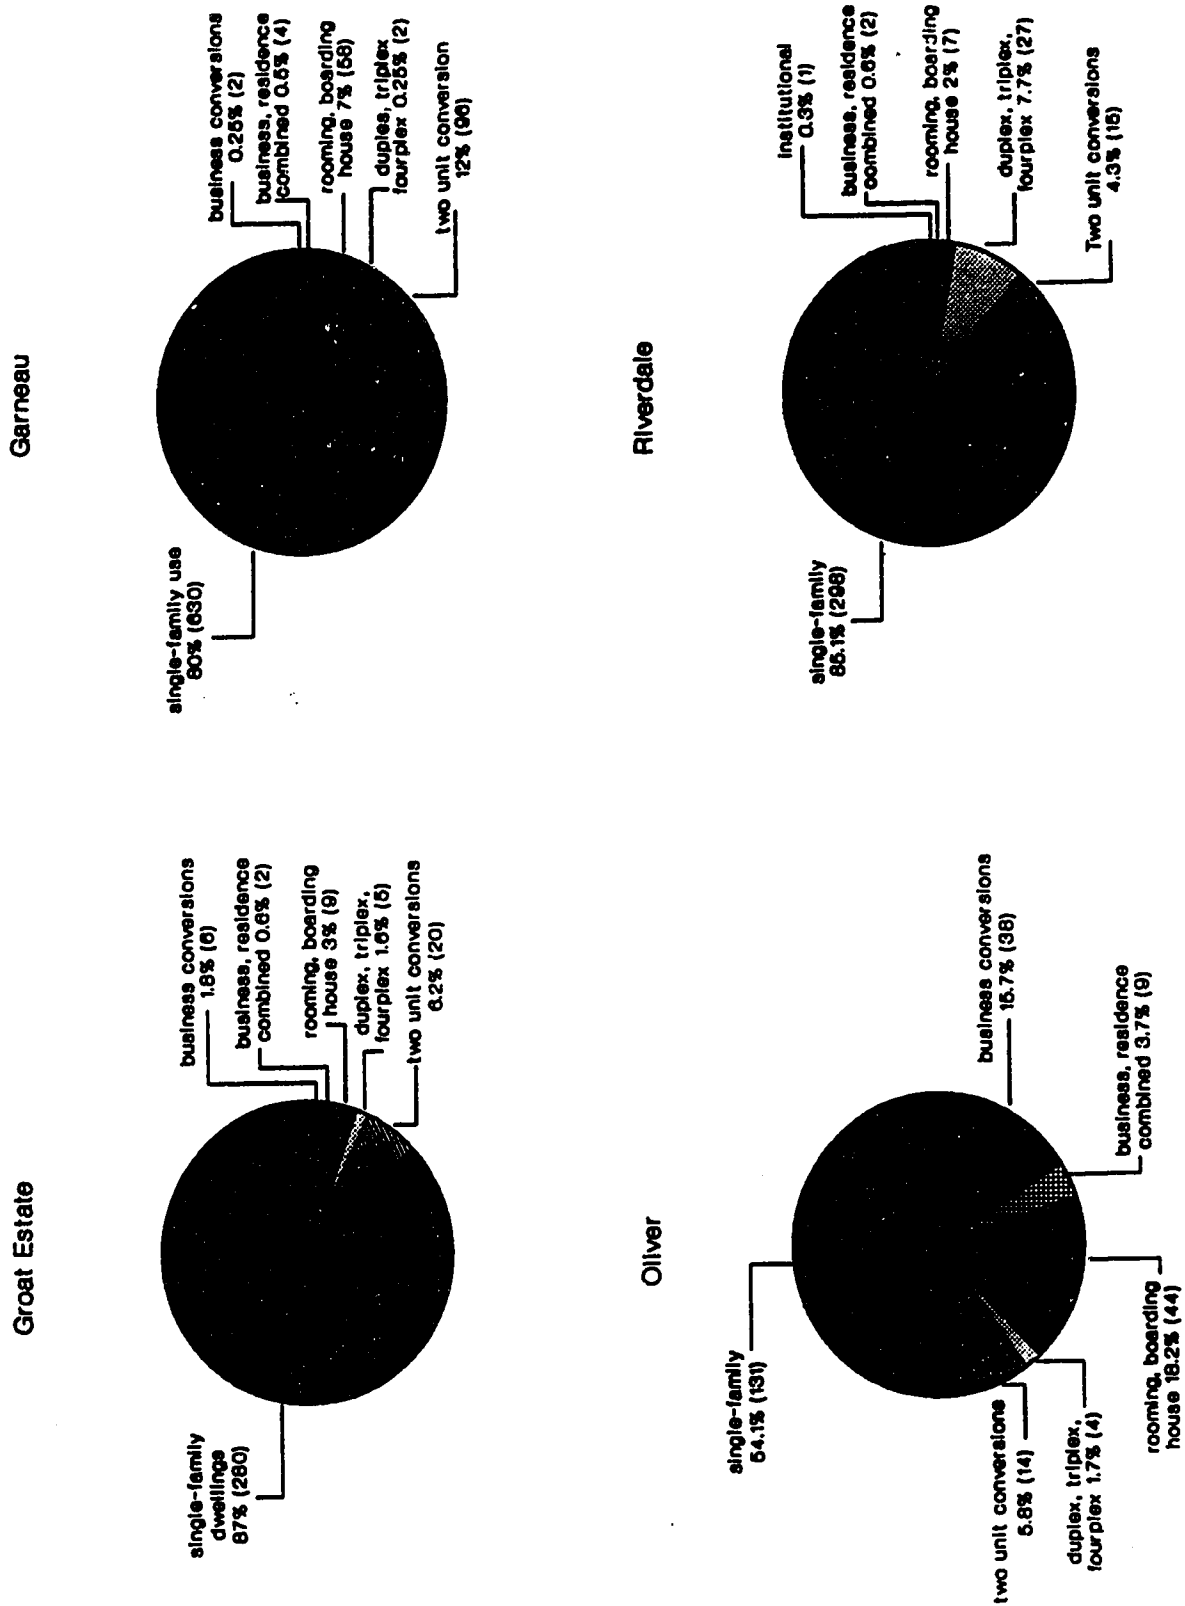 Groat Estate
single-family
dwellings
87% (280)
business conversions
1.8% (6)
business, residence
combined 0.6% (2)
rooming, boarding
house 3% (9)
duplex, triplex,
fourplex 1.6% (5)
two unit conversions
6.2% (20)
Garneau
single-family use
80% (630)
business conversions
0.25% (2)
business, residence
combined 0.5% (4)
rooming, boarding
house 7% (58)
duplex, triplex
fourplex 0.25% (2)
two unit conversion
12% (96)
Oliver
single-family
54.1% (131)
business conversions
15.7% (38)
business, residence
combined 3.7% (9)
rooming, boarding
house 18.2% (44)
duplex, triplex,
fourplex 1.7% (4)
two unit conversions
5.8% (14)
Riverdale
single-family
85.1% (298)
institutional
0.3% (1)
business, residence
combined 0.6% (2)
rooming, boarding
house 2% (7)
duplex, triplex,
fourplex 7.7% (27)
Two unit conversions
4.3% (15)